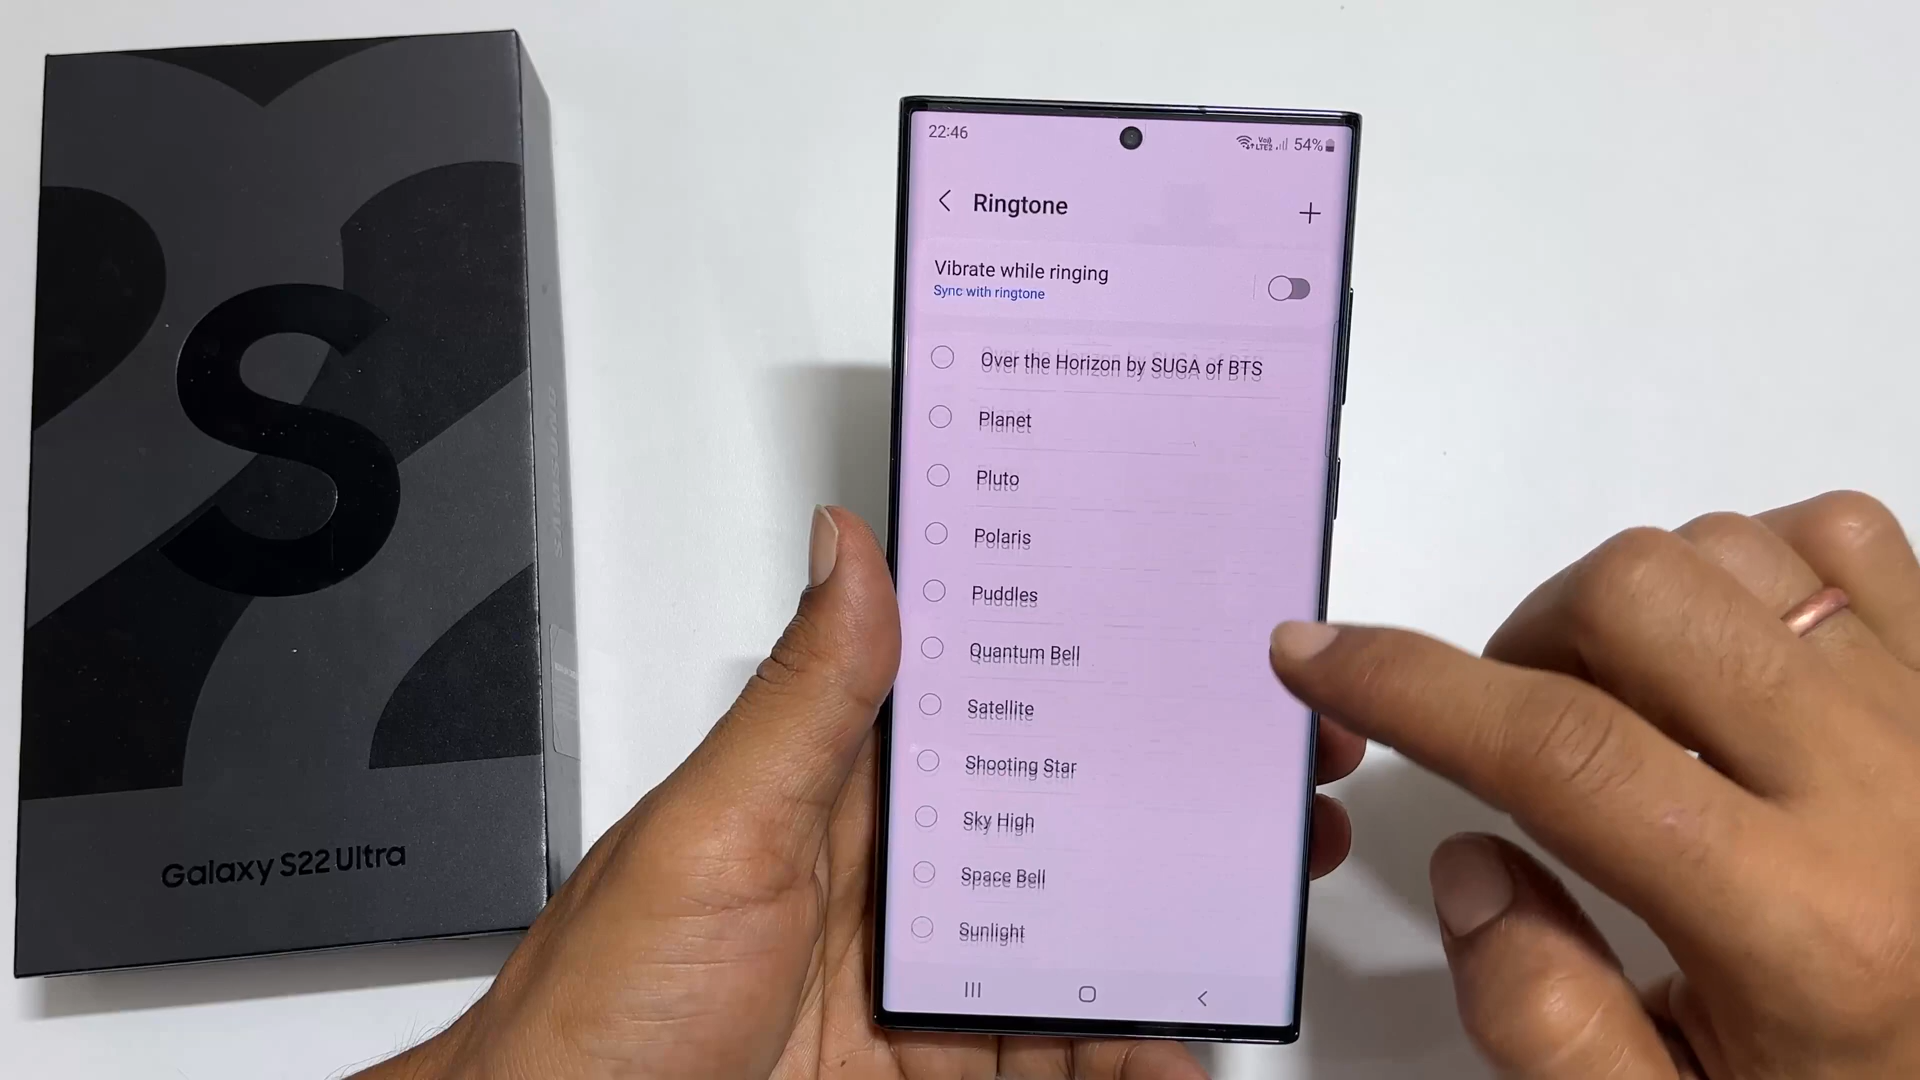 S
SAMSUNG
Galaxy S22 Ultra
22:46
54%
Ringtone
Vibrate while ringing
Sync with ringtone
Over the Horizon by SUGA of BTS
Planet
Pluto
Polaris
Puddles
Quantum Bell
Satellite
Shooting Star
Sky High
Space Bell
Sunlight